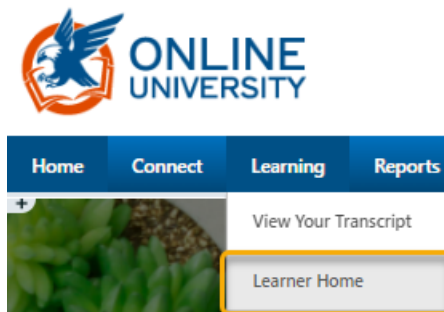 ONLINE
UNIVERSITY
Home Connect Learning Reports
+
View Your Transcript
Learner Home